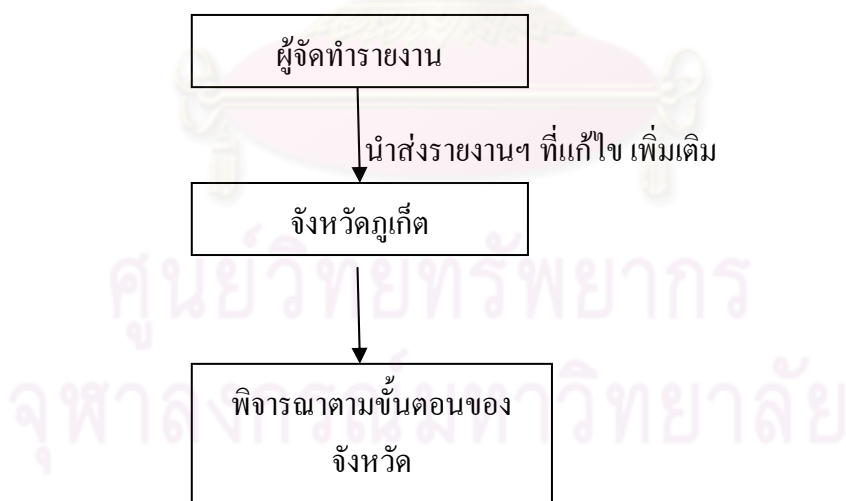 ผู้จัดทำรายงาน
นำส่งรายงานฯ ที่แก้ไข เพิ่มเติม
จังหวัดภูเก็ต
ศูนย์วิทยทรัพยากร
พิจารณาตามขั้นตอนของ
จังหวัด
จุฬาลงกรณ์มหาวิทยาลัย